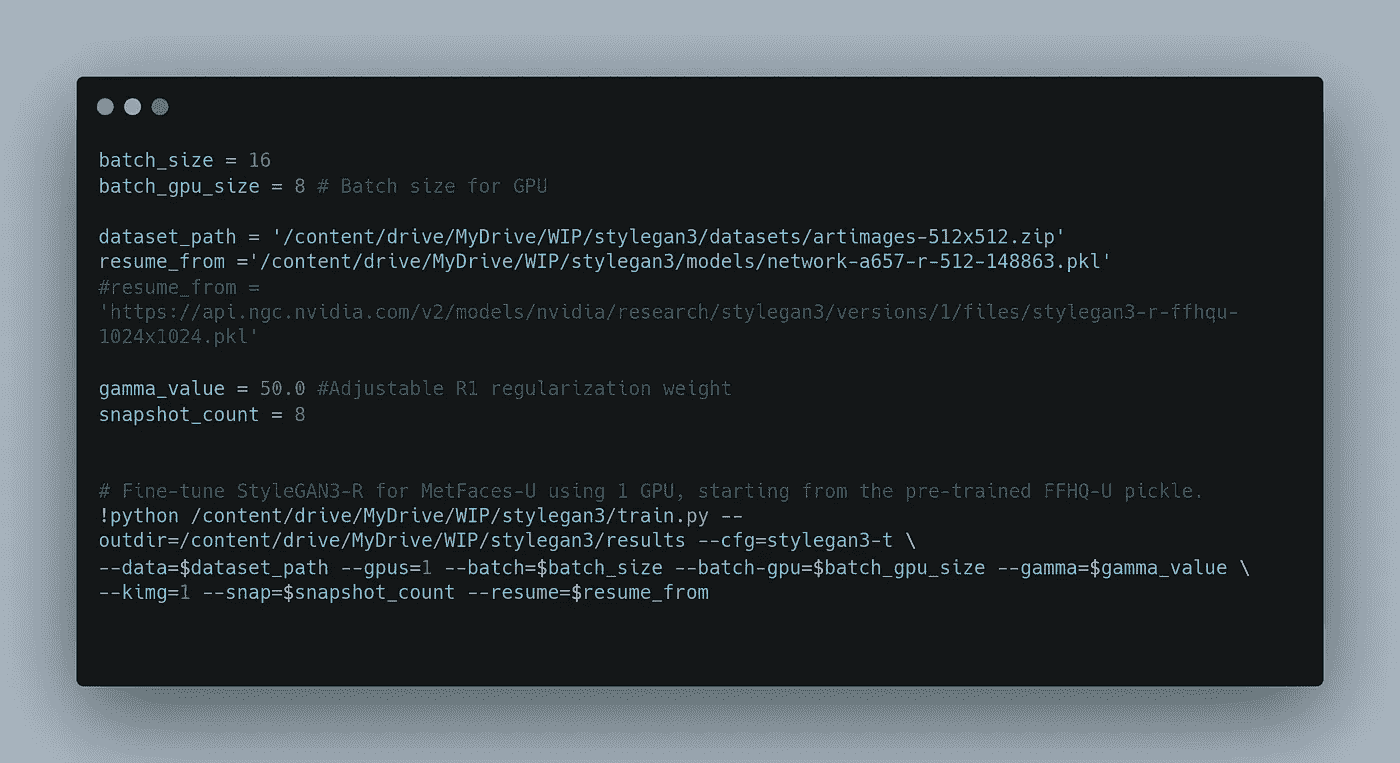 batch_size = 16
batch_gpu_size = 8 # Batch size for GPU
dataset_path = '/content/drive/MyDrive/WIP/stylegan3/datasets/artimages-512x512.zip'
resume_from ='/content/drive/MyDrive/WIP/stylegan3/models/network-a657-r-512-148863.pkl'
#resume_from =
'https://api.ngc.nvidia.com/v2/models/nvidia/research/stylegan3/versions/1/files/stylegan3-r-ffhqu-
1024x1024.pkl'
gamma_value = 50.0 #Adjustable R1 regularization weight
snapshot_count = 8
# Fine-tune StyleGAN3-R for MetFaces-U using 1 GPU, starting from the pre-trained FFHQ-U pickle.
!python /content/drive/MyDrive/WIP/stylegan3/train.py --
outdir=/content/drive/MyDrive/WIP/stylegan3/results --cfg=stylegan3-t \
--data=$dataset_path --gpus=1 --batch=$batch_size --batch-gpu=$batch_gpu_size --gamma=$gamma_value \
--kimg=1 --snap=$snapshot_count --resume=$resume_from